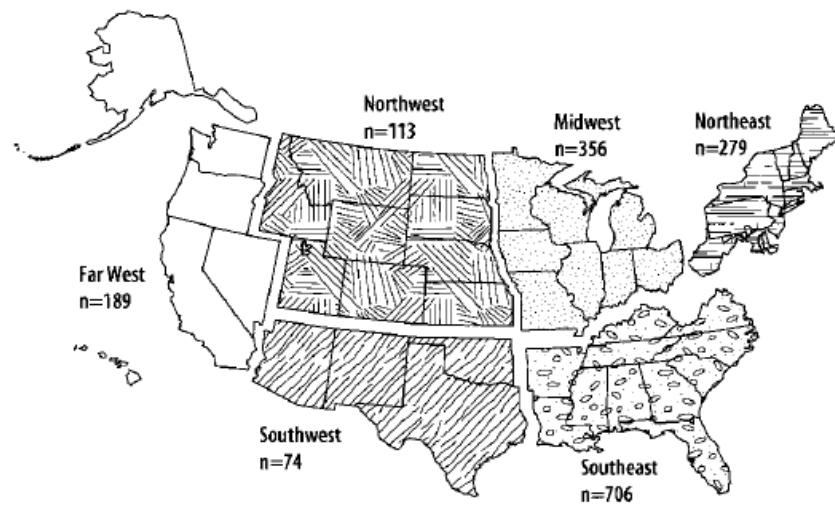 Northwest
n=113
Midwest
n=356
Northeast
n=279
Far West
n=189
Southwest
n=74
Southeast
n=706